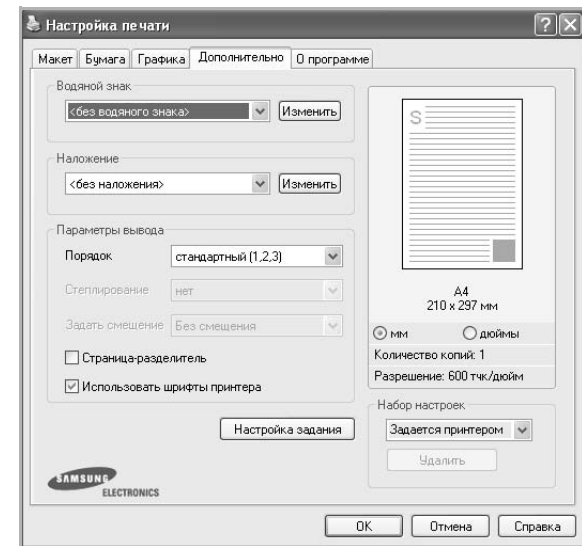 Настройка печати
Макет Бумага Графика Дополнительно О программе
Водяной знак
<без водяного знака> Изменить
Наложение
<без наложения> Изменить
Параметры вывода
Порядок стандартный (1,2,3)
Степлирование нет
Задать смещение Без смещения
Страница-разделитель
Использовать шрифты принтера
Настройка задания
SAMSUNG
ELECTRONICS
S
A4
210 x 297 мм
мм дюймы
Количество копий: 1
Разрешение: 600 тчк/дюйм
Набор настроек
Задается принтером
Удалить
OK Отмена Справка